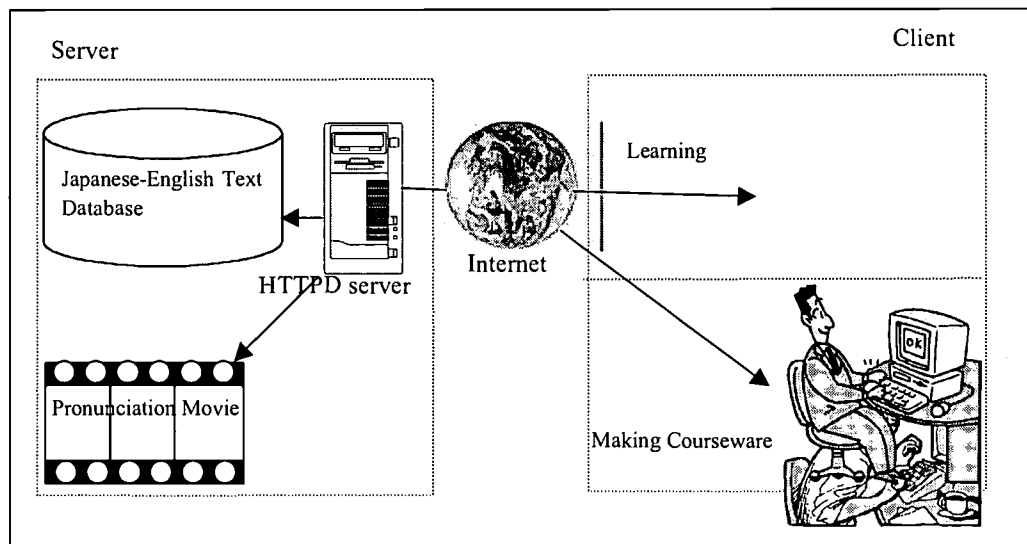 Server
Client
Japanese-English Text
Database
Learning
Internet
HTTPD server
Pronunciation Movie
Making Courseware
OK